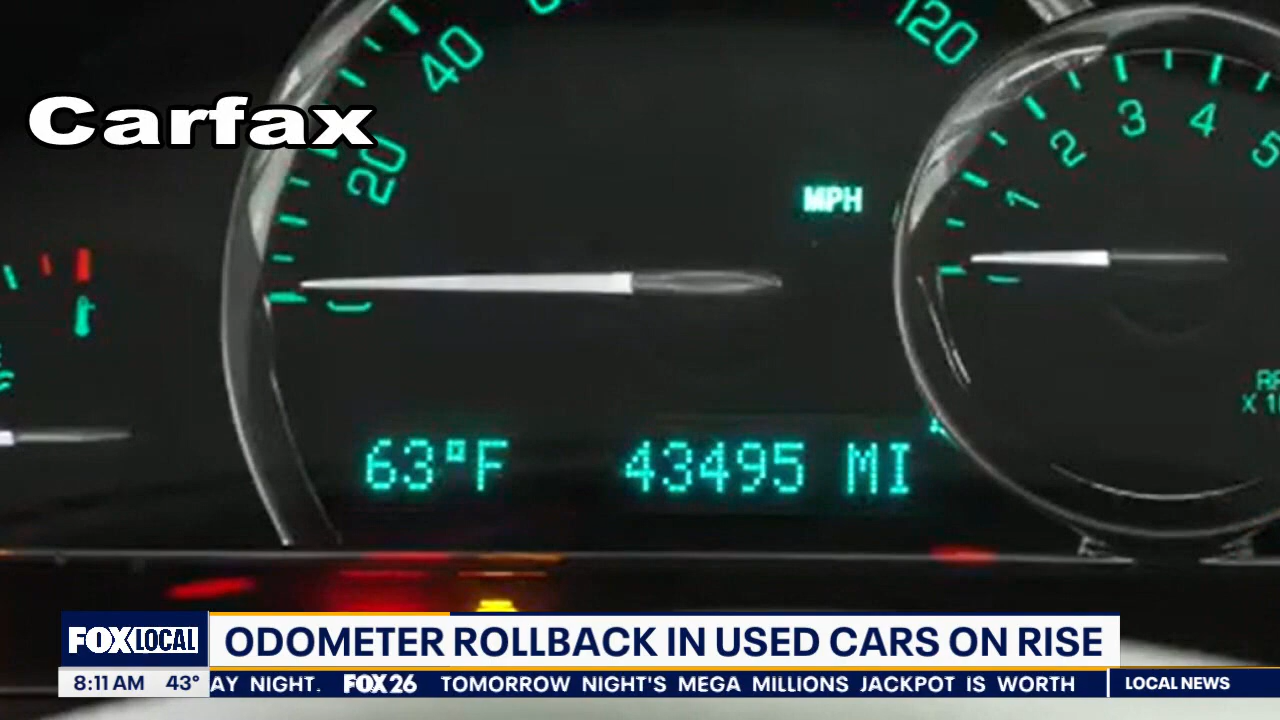 120
40
Carfax
3
4
5
2
20
MPH
1
63°F 43495 MI
FOX LOCAL
ODOMETER ROLLBACK IN USED CARS ON RISE
8:11 AM 43° AY NIGHT. FOX 26 TOMORROW NIGHT'S MEGA MILLIONS JACKPOT IS WORTH LOCAL NEWS